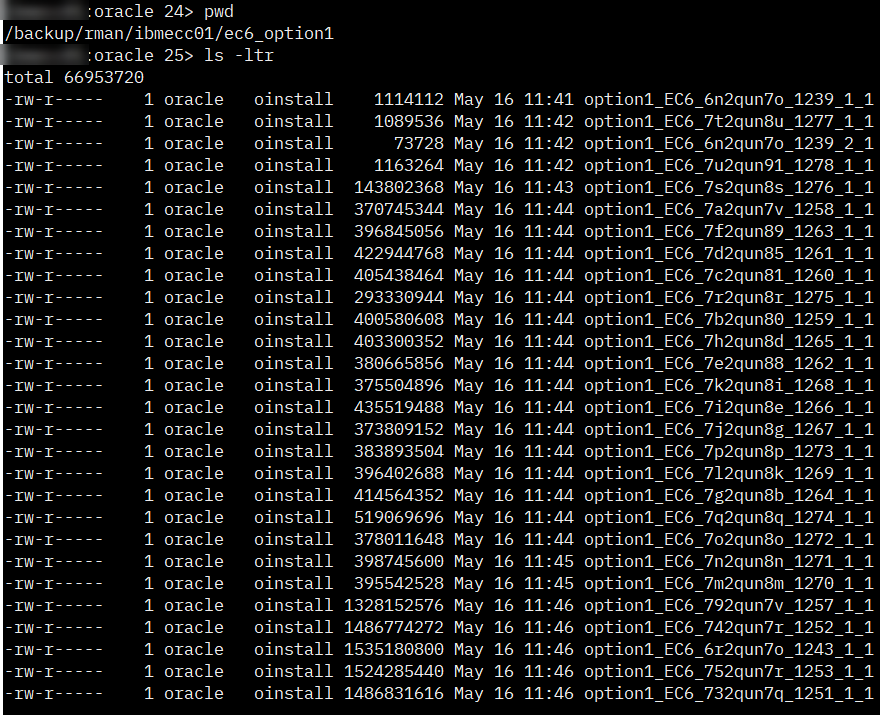 :oracle 24> pwd
/backup/rman/ibmecc01/ec6_option1
:oracle 25> ls -ltr
total 66953720
-rw-r----- 1 oracle oinstall 1114112 May 16 11:41 option1_EC6_6n2qun7o_1239_1_1
-rw-r----- 1 oracle oinstall 1089536 May 16 11:42 option1_EC6_7t2qun8u_1277_1_1
-rw-r----- 1 oracle oinstall 73728 May 16 11:42 option1_EC6_6n2qun7o_1239_2_1
-rw-r----- 1 oracle oinstall 1163264 May 16 11:42 option1_EC6_7u2qun91_1278_1_1
-rw-r----- 1 oracle oinstall 143802368 May 16 11:43 option1_EC6_7s2qun8s_1276_1_1
-rw-r----- 1 oracle oinstall 370745344 May 16 11:44 option1_EC6_7a2qun7v_1258_1_1
-rw-r----- 1 oracle oinstall 396845056 May 16 11:44 option1_EC6_7f2qun89_1263_1_1
-rw-r----- 1 oracle oinstall 422944768 May 16 11:44 option1_EC6_7d2qun85_1261_1_1
-rw-r----- 1 oracle oinstall 405438464 May 16 11:44 option1_EC6_7c2qun81_1260_1_1
-rw-r----- 1 oracle oinstall 293330944 May 16 11:44 option1_EC6_7r2qun8r_1275_1_1
-rw-r----- 1 oracle oinstall 400580608 May 16 11:44 option1_EC6_7b2qun80_1259_1_1
-rw-r----- 1 oracle oinstall 403300352 May 16 11:44 option1_EC6_7h2qun8d_1265_1_1
-rw-r----- 1 oracle oinstall 380665856 May 16 11:44 option1_EC6_7e2qun88_1262_1_1
-rw-r----- 1 oracle oinstall 375504896 May 16 11:44 option1_EC6_7k2qun8i_1268_1_1
-rw-r----- 1 oracle oinstall 435519488 May 16 11:44 option1_EC6_7i2qun8e_1266_1_1
-rw-r----- 1 oracle oinstall 373809152 May 16 11:44 option1_EC6_7j2qun8g_1267_1_1
-rw-r----- 1 oracle oinstall 383893504 May 16 11:44 option1_EC6_7p2qun8p_1273_1_1
-rw-r----- 1 oracle oinstall 396402688 May 16 11:44 option1_EC6_7l2qun8k_1269_1_1
-rw-r----- 1 oracle oinstall 414564352 May 16 11:44 option1_EC6_7g2qun8b_1264_1_1
-rw-r----- 1 oracle oinstall 519069696 May 16 11:44 option1_EC6_7q2qun8q_1274_1_1
-rw-r----- 1 oracle oinstall 378011648 May 16 11:44 option1_EC6_7o2qun8o_1272_1_1
-rw-r----- 1 oracle oinstall 398745600 May 16 11:45 option1_EC6_7n2qun8n_1271_1_1
-rw-r----- 1 oracle oinstall 395542528 May 16 11:45 option1_EC6_7m2qun8m_1270_1_1
-rw-r----- 1 oracle oinstall 1328152576 May 16 11:46 option1_EC6_792qun7v_1257_1_1
-rw-r----- 1 oracle oinstall 1486774272 May 16 11:46 option1_EC6_742qun7r_1252_1_1
-rw-r----- 1 oracle oinstall 1535180800 May 16 11:46 option1_EC6_6r2qun7o_1243_1_1
-rw-r----- 1 oracle oinstall 1524285440 May 16 11:46 option1_EC6_752qun7r_1253_1_1
-rw-r----- 1 oracle oinstall 1486831616 May 16 11:46 option1_EC6_732qun7q_1251_1_1